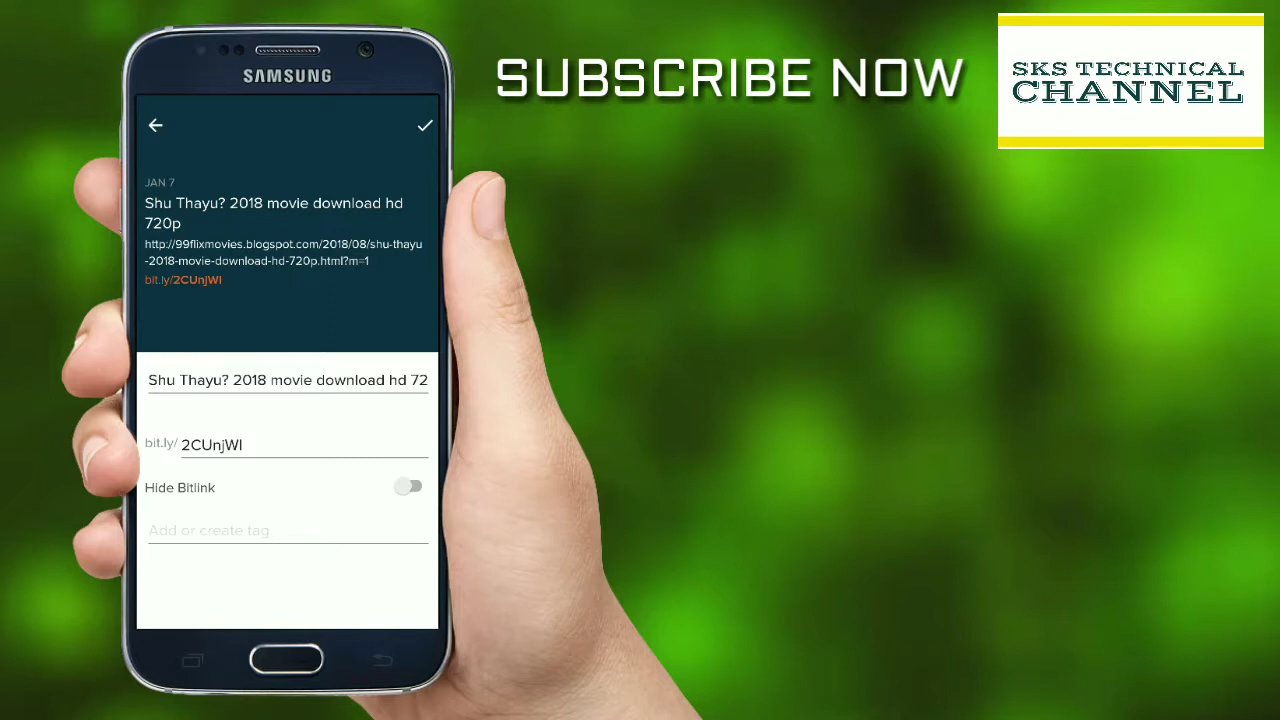 SUBSCRIBE NOW
SKS TECHNICAL
CHANNEL
SAMSUNG
JAN 7
Shu Thayu? 2018 movie download hd
720p
http://99flixmovies.blogspot.com/2018/08/shu-thayu
-2018-movie-download-hd-720p.html?m=1
bit.ly/2CUnjWl
Shu Thayu? 2018 movie download hd 72
bit.ly/ 2CUnjWl
Hide Bitlink
Add or create tag